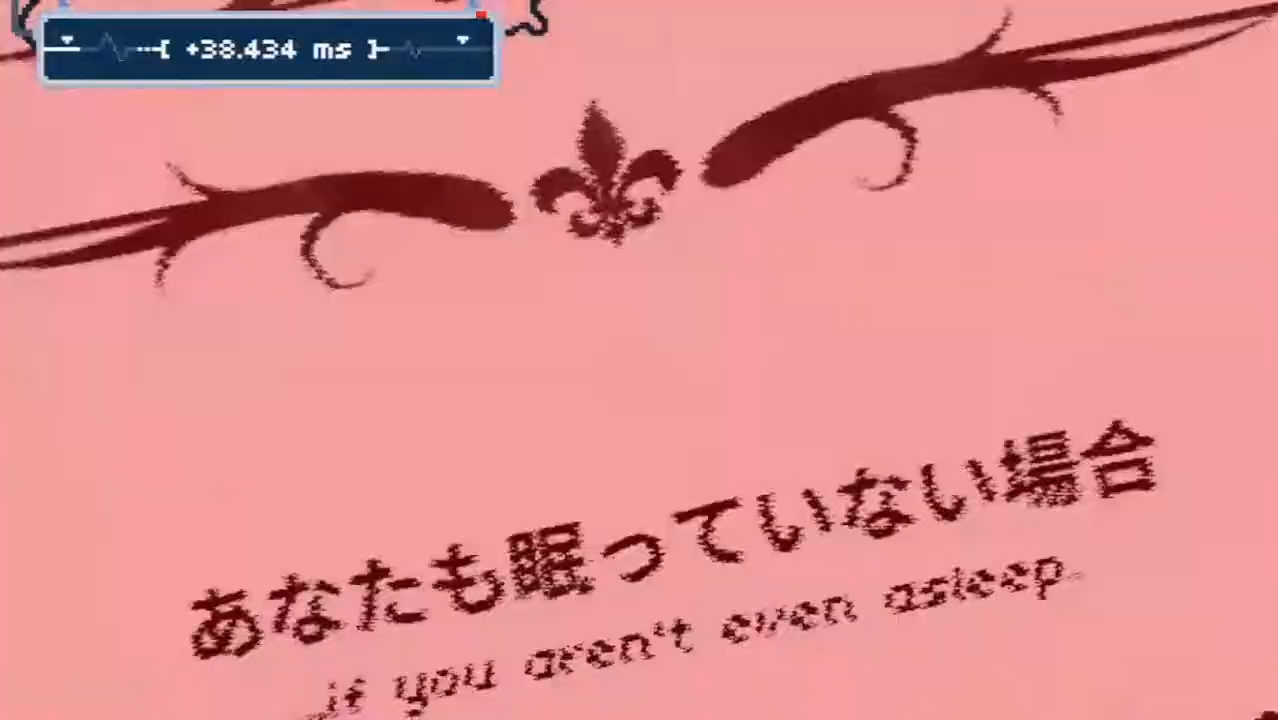 +38.434 ms
あなたも眠っていない場合
...if you aren't even asleep.